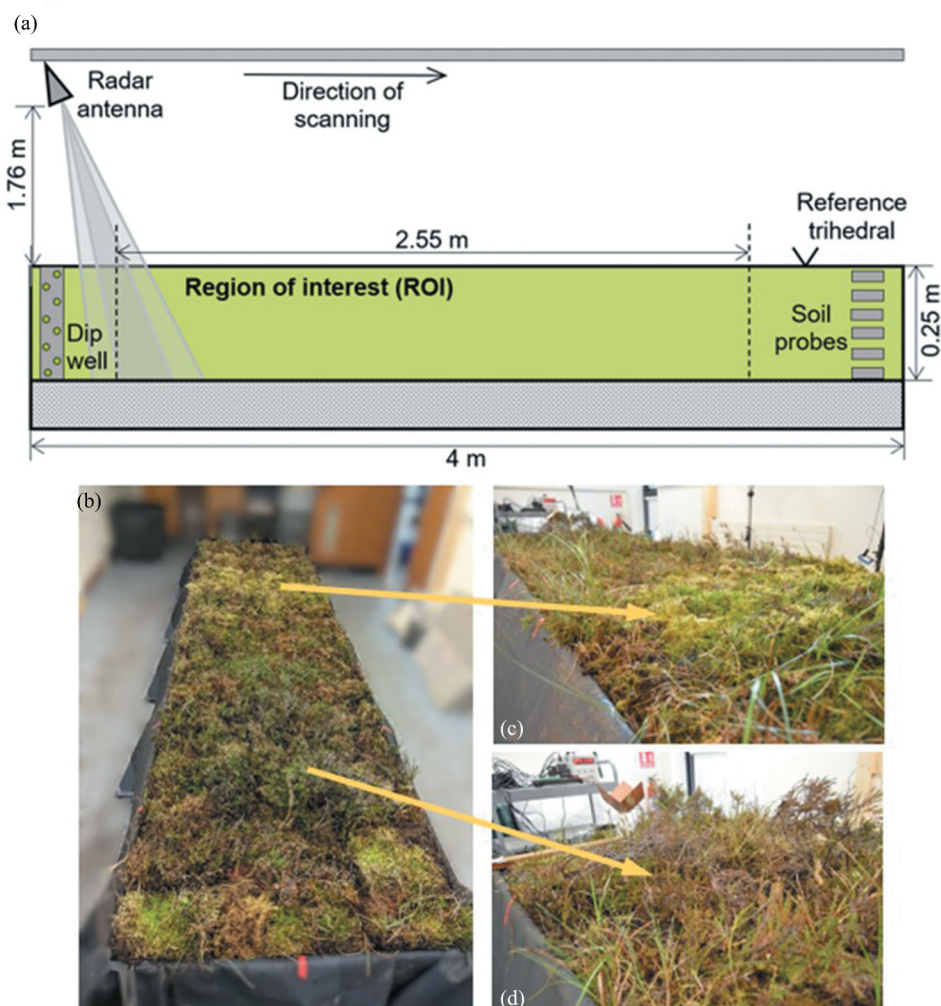 (a)
Radar
antenna
Direction of
scanning
1.76 m
Reference
trihedral
2.55 m
Region of interest (ROI)
Dip
well
Soil
probes
0.25 m
4 m
(b)
(c)
(d)